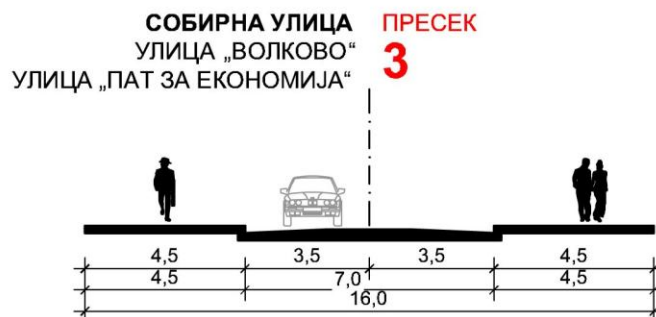 СОБИРНА УЛИЦА ПРЕСЕК
УЛИЦА „ВОЛКОВО“ 3
УЛИЦА „ПАТ ЗА ЕКОНОМИЈА“
4,5 3,5 3,5 4,5
4,5 7,0 4,5
16,0